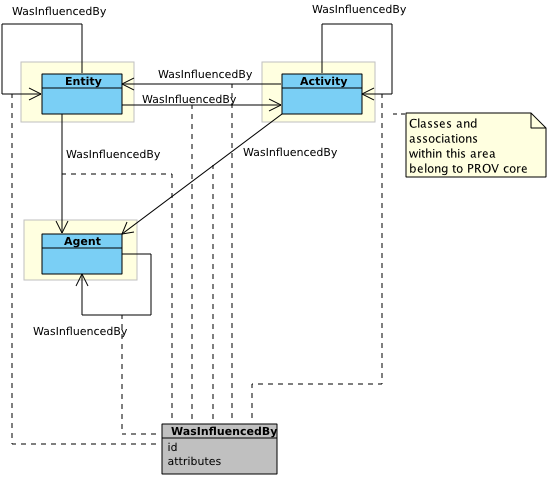 WasInfluencedBy
WasInfluencedBy
WasInfluencedBy
Entity
Activity
WasInfluencedBy
Classes and
associations
within this area
belong to PROV core
WasInfluencedBy
WasInfluencedBy
Agent
WasInfluencedBy
WasInfluencedBy
id
attributes